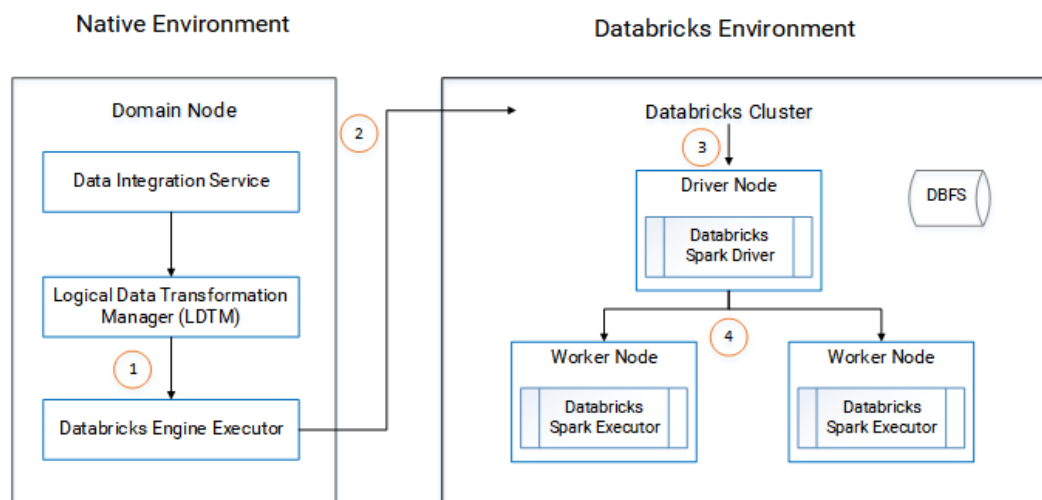 Native Environment
Databricks Environment
Domain Node
Data Integration Service
Logical Data Transformation
Manager (LDTM)
1
Databricks Engine Executor
2
Databricks Cluster
3
Driver Node
Databricks
Spark Driver
DBFS
4
Worker Node
Databricks
Spark Executor
Worker Node
Databricks
Spark Executor